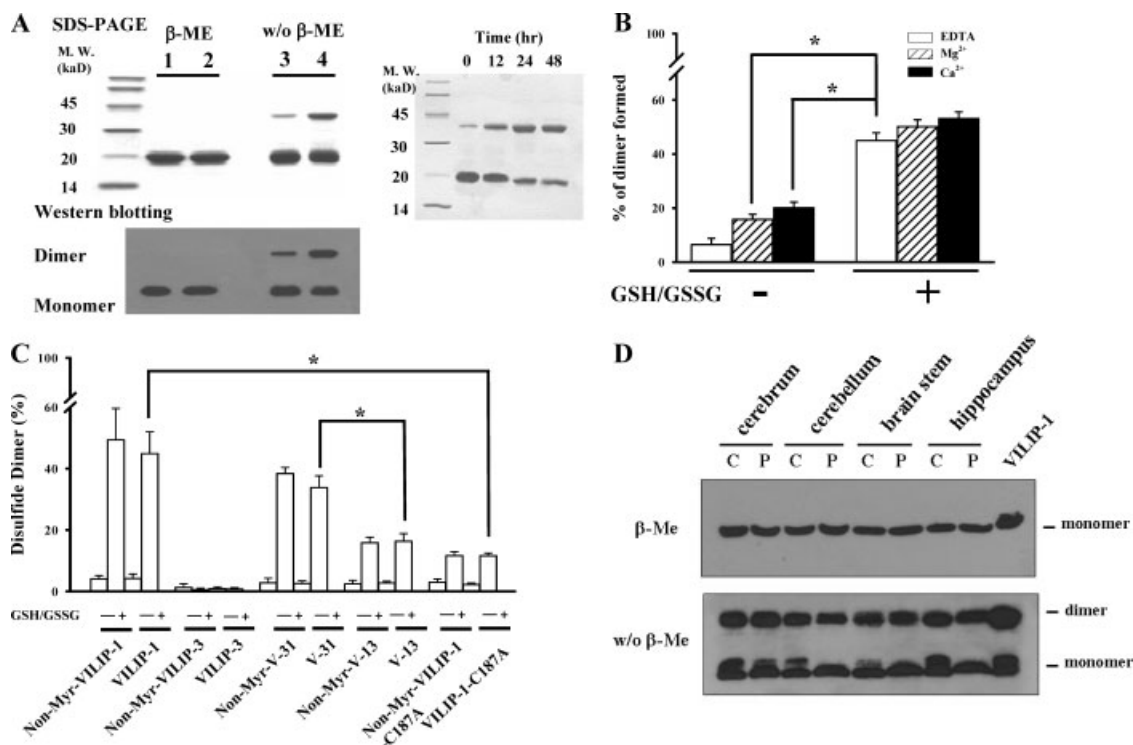 A
SDS-PAGE
β-ME
w/o β-ME
M. W.
(kaD)
1 2 3 4
45
30
20
14
Time (hr)
0 12 24 48
M. W.
(kaD)
45
30
20
14
Western blotting
Dimer
Monomer
B
% of dimer formed
100
60
40
20
0
*
*
EDTA
Mg²⁺
Ca²⁺
GSH/GSSG - +
C
Disulfide Dimer (%)
100
60
40
20
0
*
*
GSH/GSSG — + — + — + — + — + — + — + — + — + — +
Non-Myr-VILIP-1
VILIP-1
Non-Myr-VILIP-3
VILIP-3
Non-Myr-V-31
V-31
Non-Myr-V-13
V-13
Non-Myr-VILIP-1
-C187A
VILIP-1-C187A
D
cerebrum
cerebellum
brain stem
hippocampus
VILIP-1
C P C P C P C P
β-Me
monomer
w/o β-Me
dimer
monomer